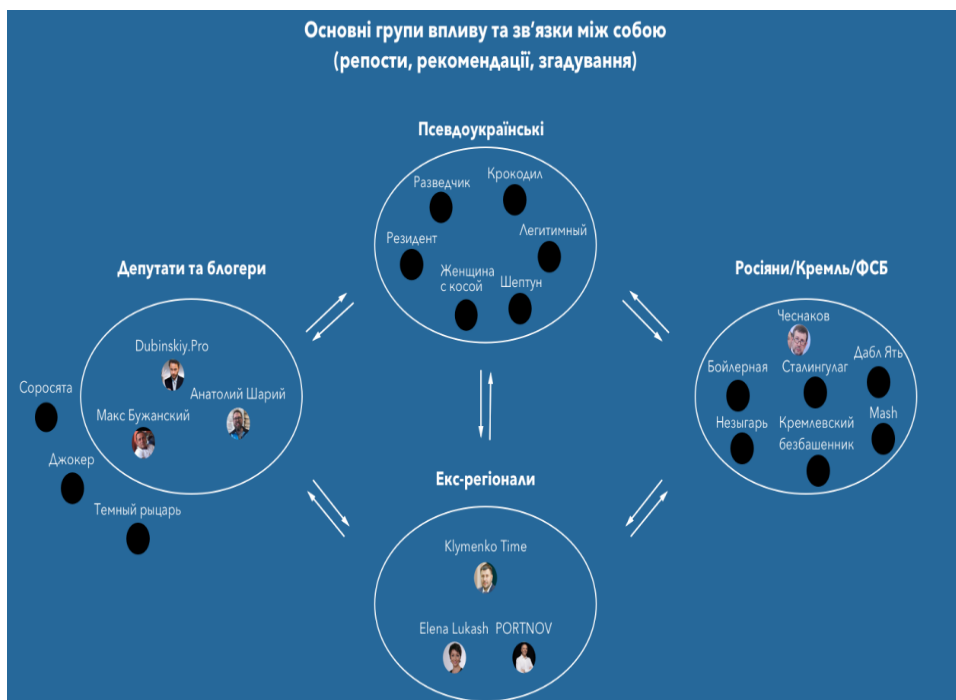 Основні групи впливу та зв’язки між собою
(репости, рекомендації, згадування)
Псевдоукраїнські
Разведчик
Крокодил
Резидент
Легитимный
Женщина
с косой
Шептун
Депутати та блогери
Dubinskiy.Pro
Анатолий Шарий
Макс Бужанский
Соросята
Джокер
Темный рыцарь
Росіяни/Кремль/ФСБ
Чеснаков
Бойлерная
Сталингулаг
Дабл Ять
Незыгарь
Кремлевский
безбашенник
Mash
Екс-регіонали
Klymenko Time
Elena Lukash
PORTNOV